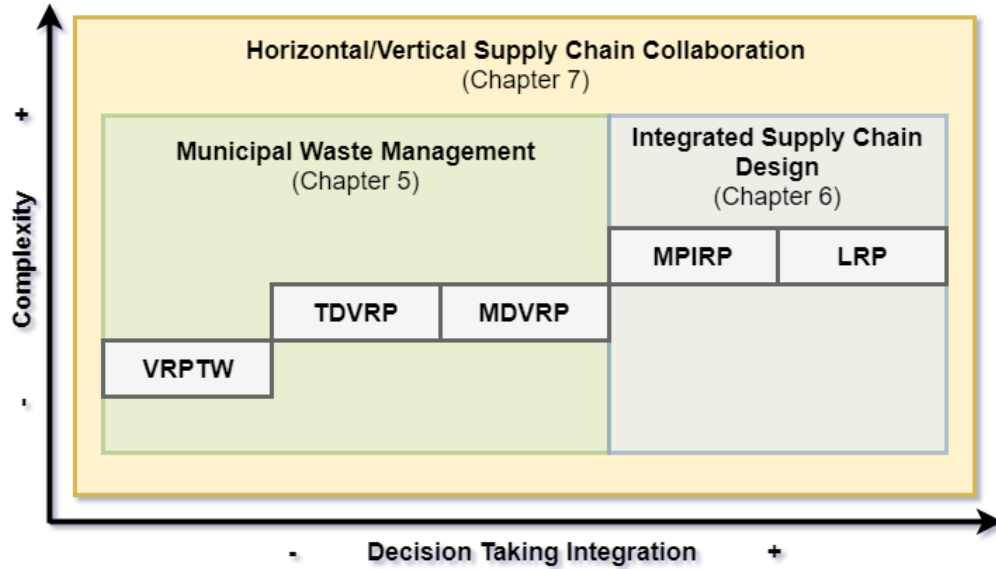 Horizontal/Vertical Supply Chain Collaboration
(Chapter 7)
Municipal Waste Management
(Chapter 5)
Integrated Supply Chain
Design
(Chapter 6)
MPIRP
LRP
TDVRP
MDVRP
VRPTW
- Complexity +
- Decision Taking Integration +